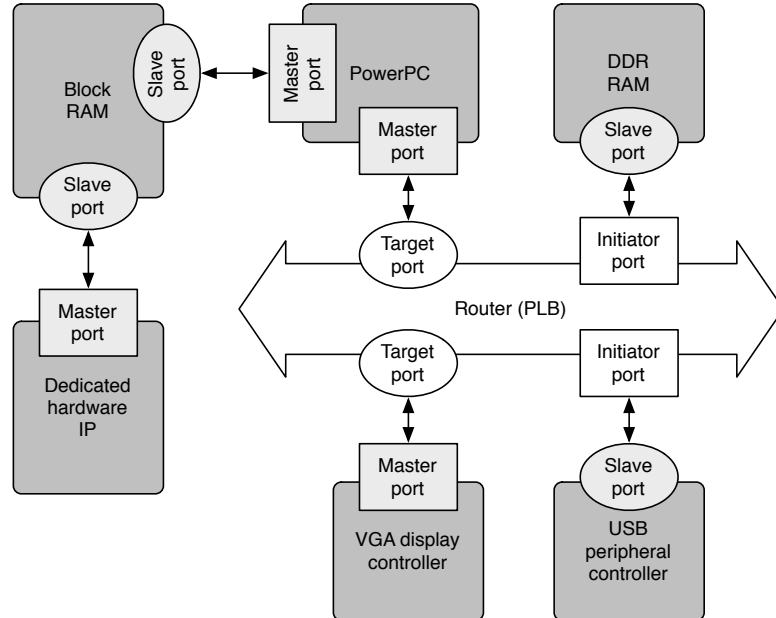 Block
RAM
Slave
port
Slave
port
Master
port
PowerPC
Master
port
DDR
RAM
Slave
port
Target
port
Initiator
port
Router (PLB)
Target
port
Initiator
port
Master
port
Dedicated
hardware
IP
Master
port
VGA display
controller
Slave
port
USB
peripheral
controller